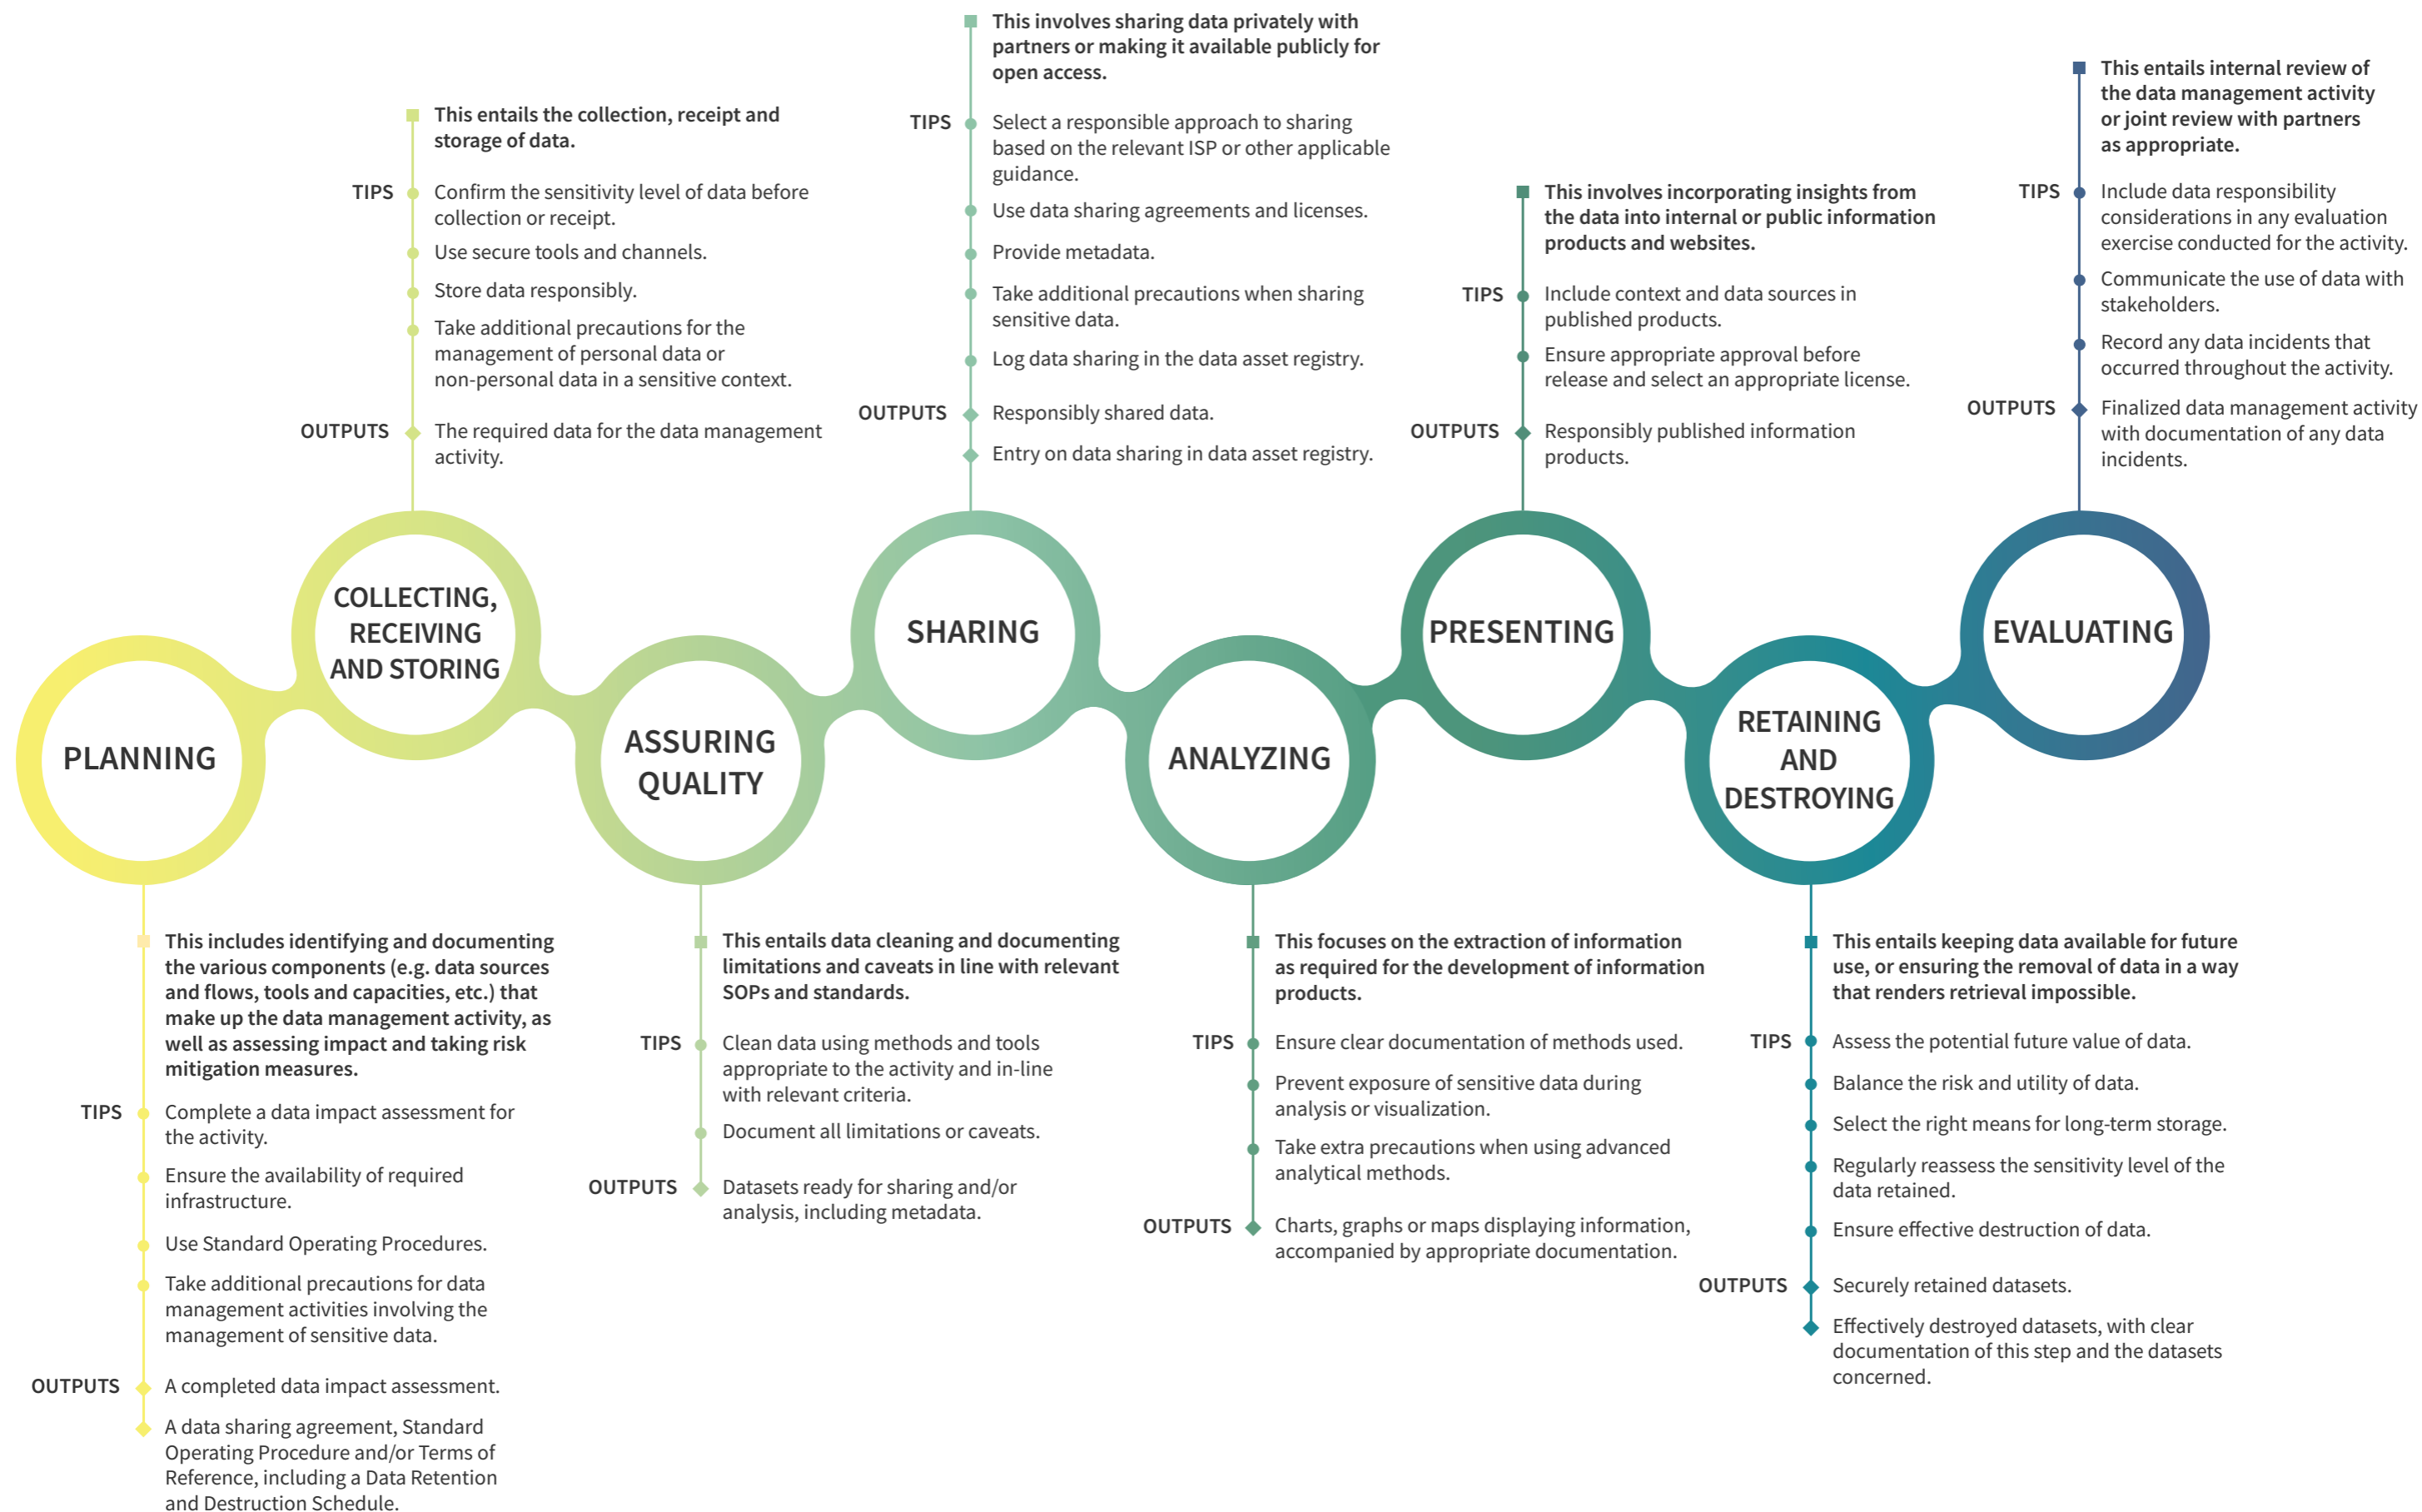 PLANNING
This includes identifying and documenting
the various components (e.g. data sources
and flows, tools and capacities, etc.) that
make up the data management activity, as
well as assessing impact and taking risk
mitigation measures.
TIPS
Complete a data impact assessment for
the activity.
Ensure the availability of required
infrastructure.
Use Standard Operating Procedures.
Take additional precautions for data
management activities involving the
management of sensitive data.
OUTPUTS
A completed data impact assessment.
A data sharing agreement, Standard
Operating Procedure and/or Terms of
Reference, including a Data Retention
and Destruction Schedule.
COLLECTING,
RECEIVING
AND STORING
This entails the collection, receipt and
storage of data.
TIPS
Confirm the sensitivity level of data before
collection or receipt.
Use secure tools and channels.
Store data responsibly.
Take additional precautions for the
management of personal data or
non-personal data in a sensitive context.
OUTPUTS
The required data for the data management
activity.
ASSURING
QUALITY
This entails data cleaning and documenting
limitations and caveats in line with relevant
SOPs and standards.
TIPS
Clean data using methods and tools
appropriate to the activity and in-line
with relevant criteria.
Document all limitations or caveats.
OUTPUTS
Datasets ready for sharing and/or
analysis, including metadata.
SHARING
This involves sharing data privately with
partners or making it available publicly for
open access.
TIPS
Select a responsible approach to sharing
based on the relevant ISP or other applicable
guidance.
Use data sharing agreements and licenses.
Provide metadata.
Take additional precautions when sharing
sensitive data.
Log data sharing in the data asset registry.
OUTPUTS
Responsibly shared data.
Entry on data sharing in data asset registry.
ANALYZING
This focuses on the extraction of information
as required for the development of information
products.
TIPS
Ensure clear documentation of methods used.
Prevent exposure of sensitive data during
analysis or visualization.
Take extra precautions when using advanced
analytical methods.
OUTPUTS
Charts, graphs or maps displaying information,
accompanied by appropriate documentation.
PRESENTING
This involves incorporating insights from
the data into internal or public information
products and websites.
TIPS
Include context and data sources in
published products.
Ensure appropriate approval before
release and select an appropriate license.
OUTPUTS
Responsibly published information
products.
RETAINING
AND
DESTROYING
This entails keeping data available for future
use, or ensuring the removal of data in a way
that renders retrieval impossible.
TIPS
Assess the potential future value of data.
Balance the risk and utility of data.
Select the right means for long-term storage.
Regularly reassess the sensitivity level of the
data retained.
Ensure effective destruction of data.
OUTPUTS
Securely retained datasets.
Effectively destroyed datasets, with clear
documentation of this step and the datasets
concerned.
EVALUATING
This entails internal review of
the data management activity
or joint review with partners
as appropriate.
TIPS
Include data responsibility
considerations in any evaluation
exercise conducted for the activity.
Communicate the use of data with
stakeholders.
Record any data incidents that
occurred throughout the activity.
OUTPUTS
Finalized data management activity
with documentation of any data
incidents.